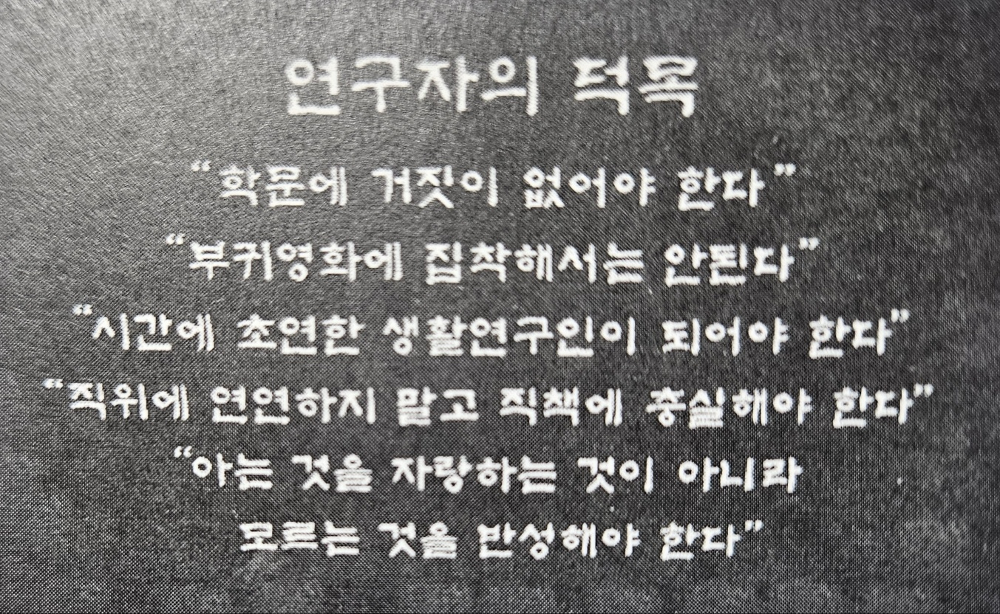 연구자의 덕목
“학문에 거짓이 없어야 한다”
“부귀영화에 집착해서는 안된다”
“시간에 초연한 생활연구인이 되어야 한다”
“직위에 연연하지 말고 직책에 충실해야 한다”
“아는 것을 자랑하는 것이 아니라
모르는 것을 반성해야 한다”